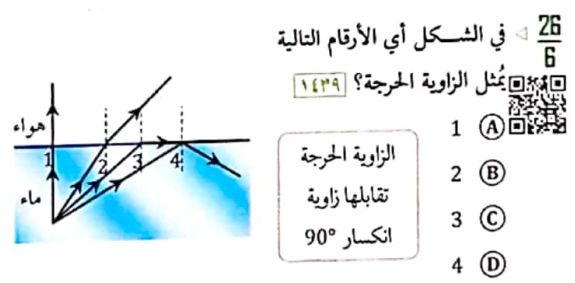 26/6 ◁ في الشكل أي الأرقام التالية
يُمثل الزاوية الحرجة؟ ١٤٣٩
1 Ⓐ
2 Ⓑ
3 Ⓒ
4 Ⓓ
الزاوية الحرجة
تقابلها زاوية
انكسار 90°
هواء
1 2 3 4
ماء